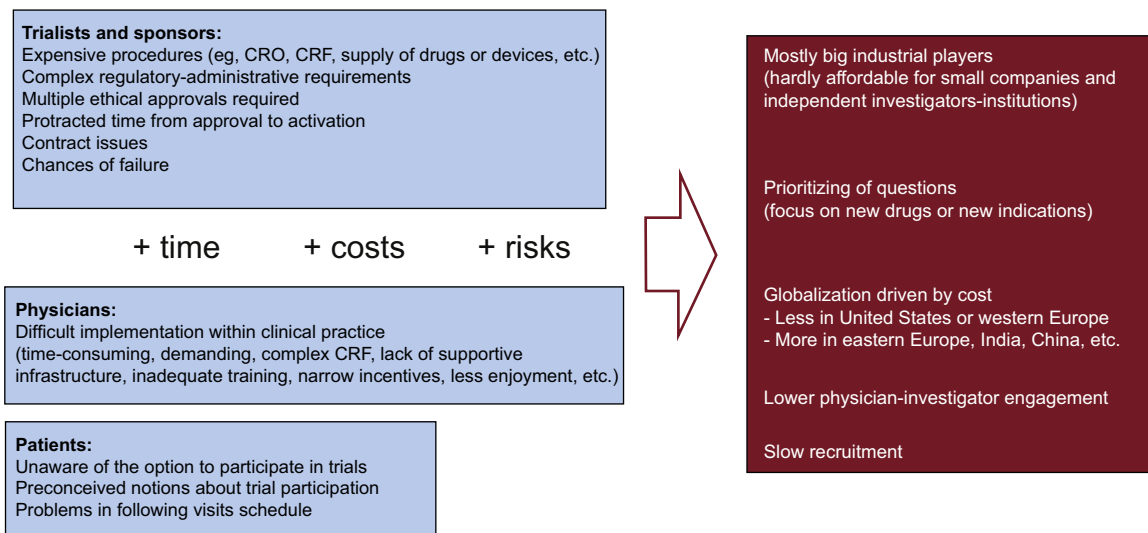 Trialists and sponsors:
Expensive procedures (eg, CRO, CRF, supply of drugs or devices, etc.)
Complex regulatory-administrative requirements
Multiple ethical approvals required
Protracted time from approval to activation
Contract issues
Chances of failure
+ time + costs + risks
Physicians:
Difficult implementation within clinical practice
(time-consuming, demanding, complex CRF, lack of supportive
infrastructure, inadequate training, narrow incentives, less enjoyment, etc.)
Patients:
Unaware of the option to participate in trials
Preconceived notions about trial participation
Problems in following visits schedule
Mostly big industrial players
(hardly affordable for small companies and
independent investigators-institutions)
Prioritizing of questions
(focus on new drugs or new indications)
Globalization driven by cost
- Less in United States or western Europe
- More in eastern Europe, India, China, etc.
Lower physician-investigator engagement
Slow recruitment